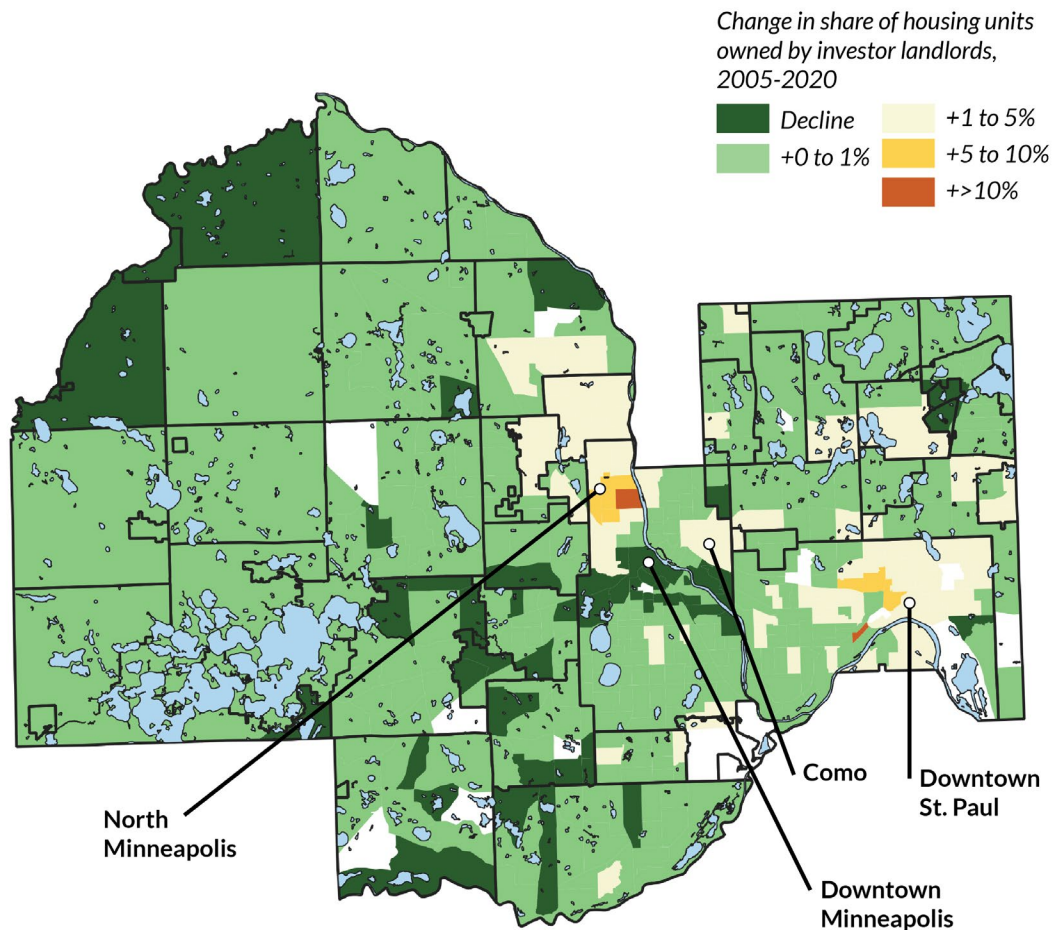 Change in share of housing units
owned by investor landlords,
2005-2020
Decline
+0 to 1%
+1 to 5%
+5 to 10%
+>10%
North
Minneapolis
Como
Downtown
St. Paul
Downtown
Minneapolis